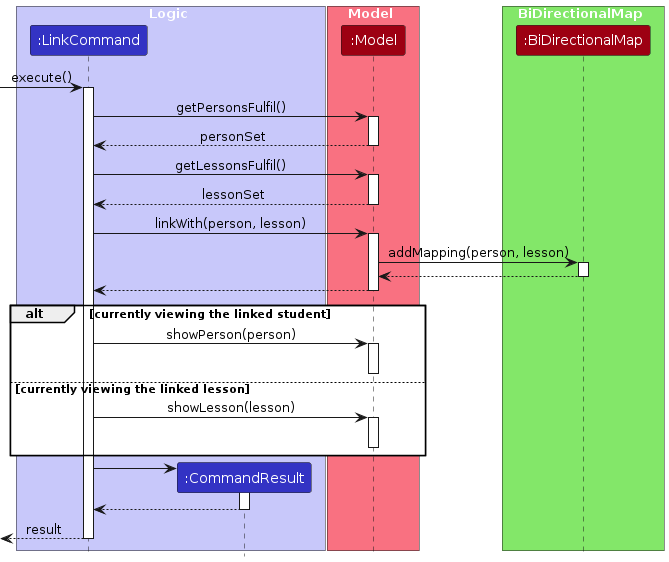 Logic
Model
BiDirectionalMap
:LinkCommand
:Model
:BiDirectionalMap
execute()
getPersonsFulfil()
personSet
getLessonsFulfil()
lessonSet
linkWith(person, lesson)
addMapping(person, lesson)
alt
[currently viewing the linked student]
showPerson(person)
[currently viewing the linked lesson]
showLesson(lesson)
:CommandResult
result